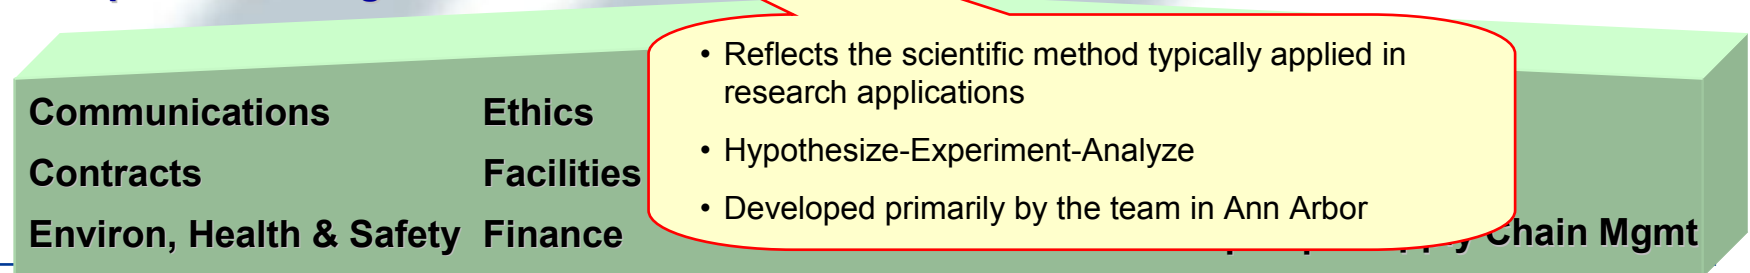 • Reflects the scientific method typically applied in
research applications
• Hypothesize-Experiment-Analyze
• Developed primarily by the team in Ann Arbor
Communications
Contracts
Environ, Health & Safety
Ethics
Facilities
Finance
Chain Mgmt